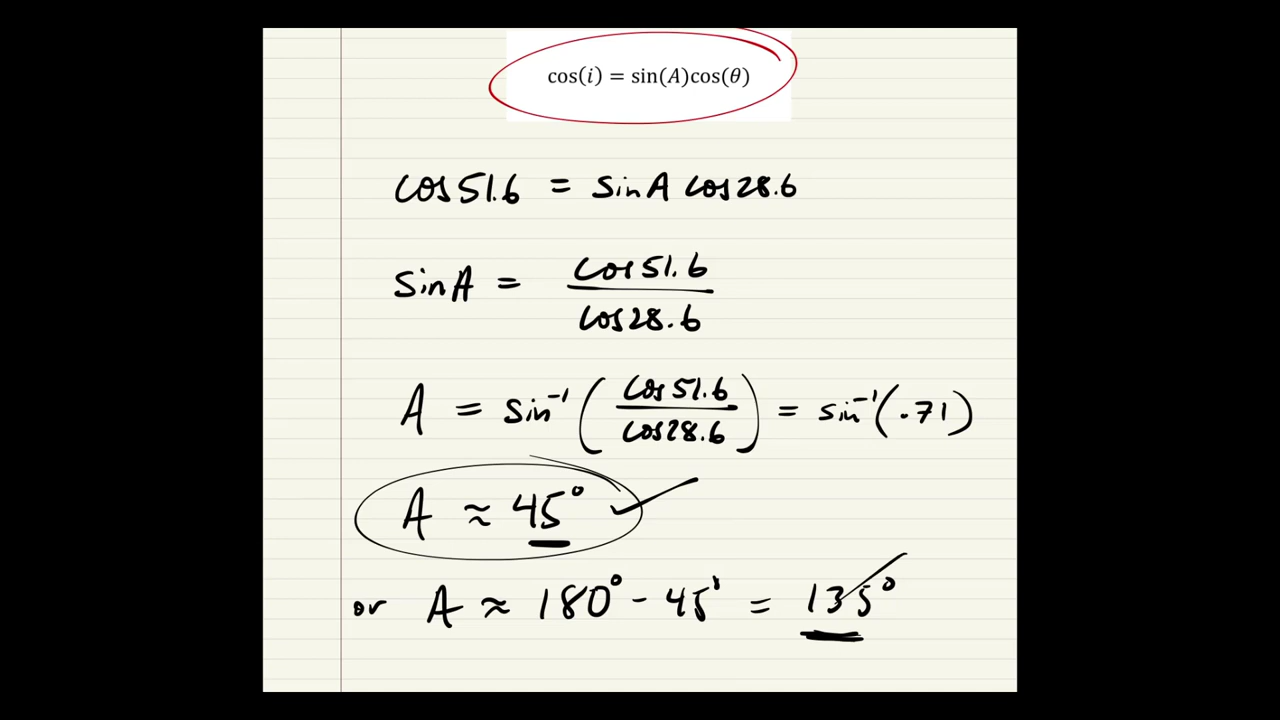 cos(i) = sin(A)cos(θ)
cos 51.6 = sin A cos 28.6
sin A = cos 51.6 / cos 28.6
A = sin⁻¹(cos 51.6 / cos 28.6) = sin⁻¹(.71)
A ≈ 45°
or A ≈ 180° - 45° = 135°